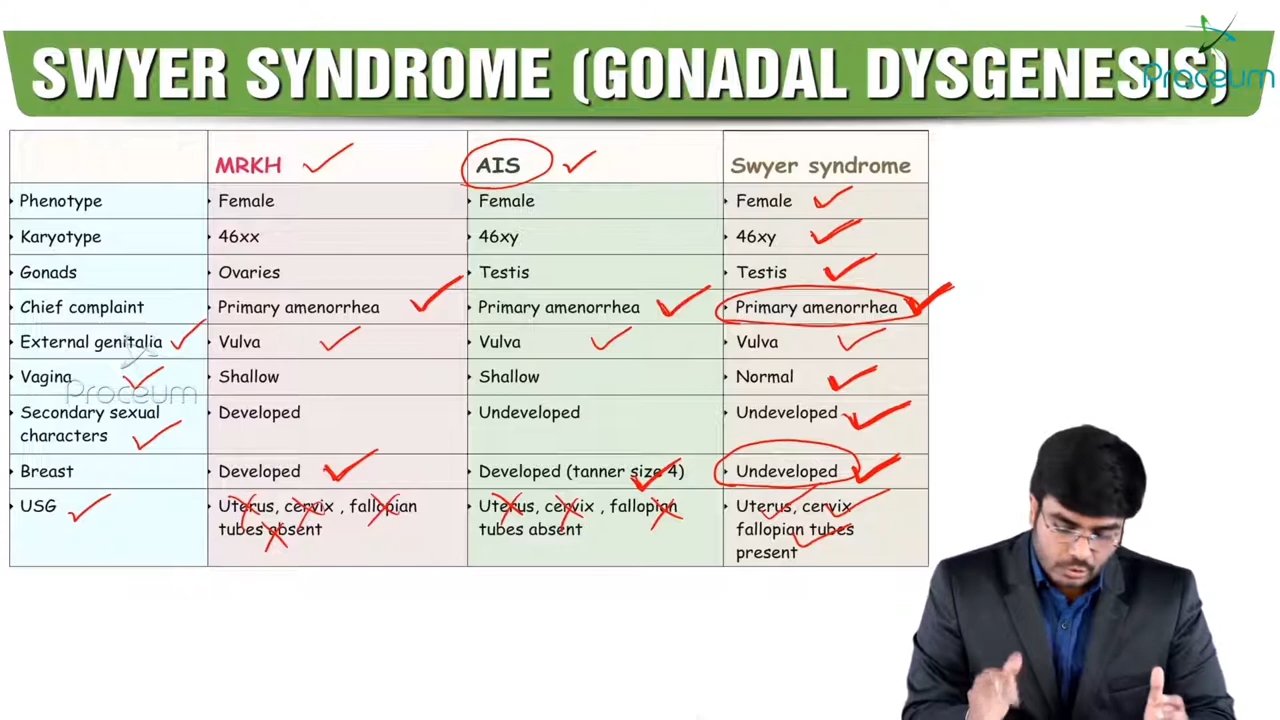 SWYER SYNDROME (GONADAL DYSGENESIS)
Proceum
MRKH AIS Swyer syndrome
Phenotype Female Female Female
Karyotype 46xx 46xy 46xy
Gonads Ovaries Testis Testis
Chief complaint Primary amenorrhea Primary amenorrhea Primary amenorrhea
External genitalia Vulva Vulva Vulva
Vagina Shallow Shallow Normal
Proceum
Secondary sexual Developed Undeveloped Undeveloped
characters
Breast Developed Developed (tanner size 4) Undeveloped
USG Uterus, cervix , fallopian Uterus, cervix , fallopian Uterus, cervix
tubes absent tubes absent fallopian tubes
present